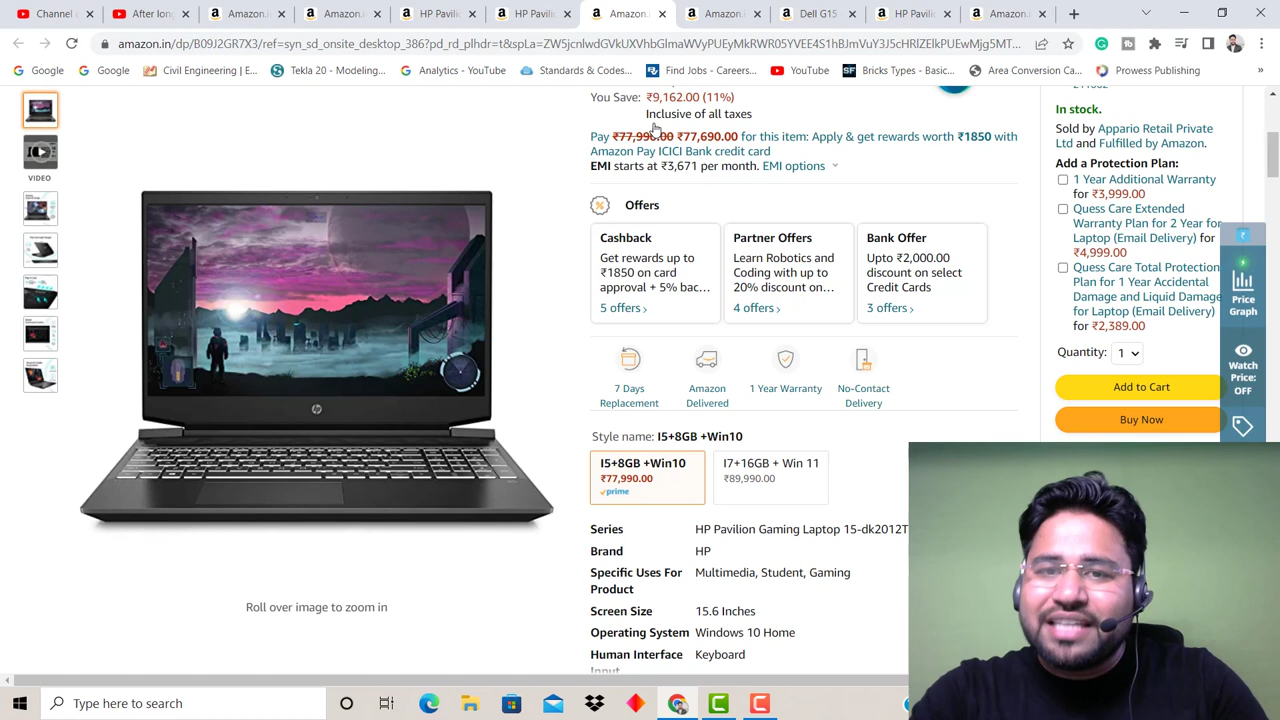 Channel conten
After long
Amazon.
Amazon.
HP Pavili
HP Pavili
Amazon.
Amazon.
Emi Dell G15
Amazon.
Amazon.
amazon.in/dp/B09J2GR7X3/ref=syn_sd_onsite_desktop_386?pd_rd_plhdr=t&spLa=
Google
Google
Civil Engineering | E...
Tekla 20 - Modeling...
Analytics - YouTube
Standards & Codes...
Find Jobs - Careers...
YouTube
Bricks Types - Basic...
Area Conversion Ca...
Prowess Publishing
You Save: ₹9,162.00 (11%)
Inclusive of all taxes
Pay ₹77,990.00 ₹77,690.00 for this item: Apply & get rewards worth ₹1850 with
Amazon Pay ICICI Bank credit card
EMI starts at ₹3,671 per month. EMI options
Offers
Cashback
Get rewards up to
₹1850 on card
approval + 5% bac...
5 offers
Partner Offers
Learn Robotics and
Coding with up to
20% discount on...
4 offers
Bank Offer
Upto ₹2,000.00
discount on select
Credit Cards
3 offers
7 Days
Replacement
Amazon
Delivered
1 Year Warranty
No-Contact
Delivery
Style name: I5+8GB +Win10
I5+8GB +Win10
₹77,990.00
prime
I7+16GB + Win 11
₹89,990.00
Series HP Pavilion Gaming Laptop 15-dk2012T
Brand HP
Specific Uses For Multimedia, Student, Gaming
Product
Screen Size 15.6 Inches
Operating System Windows 10 Home
Human Interface Keyboard
Input
VIDEO
hp
Roll over image to zoom in
In stock.
Sold by Appario Retail Private
Ltd and Fulfilled by Amazon.
Add a Protection Plan:
1 Year Additional Warranty
for ₹3,999.00
Quess Care Extended
Warranty Plan for 2 Year for
Laptop (Email Delivery) for
₹4,999.00
Quess Care Total Protection
Plan for 1 Year Accidental
Damage and Liquid Damage
for Laptop (Email Delivery)
for ₹2,389.00
Quantity: 1
Add to Cart
Buy Now
Price
Graph
Watch
Price:
OFF
Type here to search